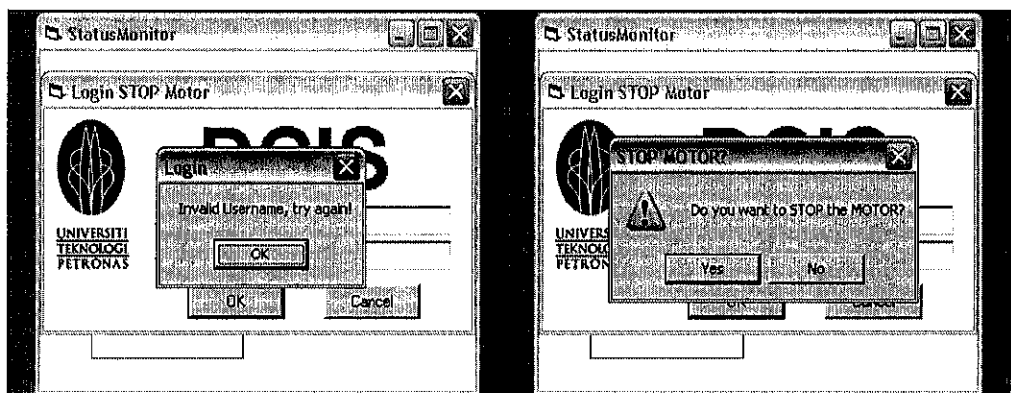 StatusMonitor
Login STOP Motor
Login
Invalid Username, try again!
OK
UNIVERSITI
TEKNOLOGI
PETRONAS
OK
Cancel
StatusMonitor
Login STOP Motor
STOP MOTOR?
Do you want to STOP the MOTOR?
Yes
No